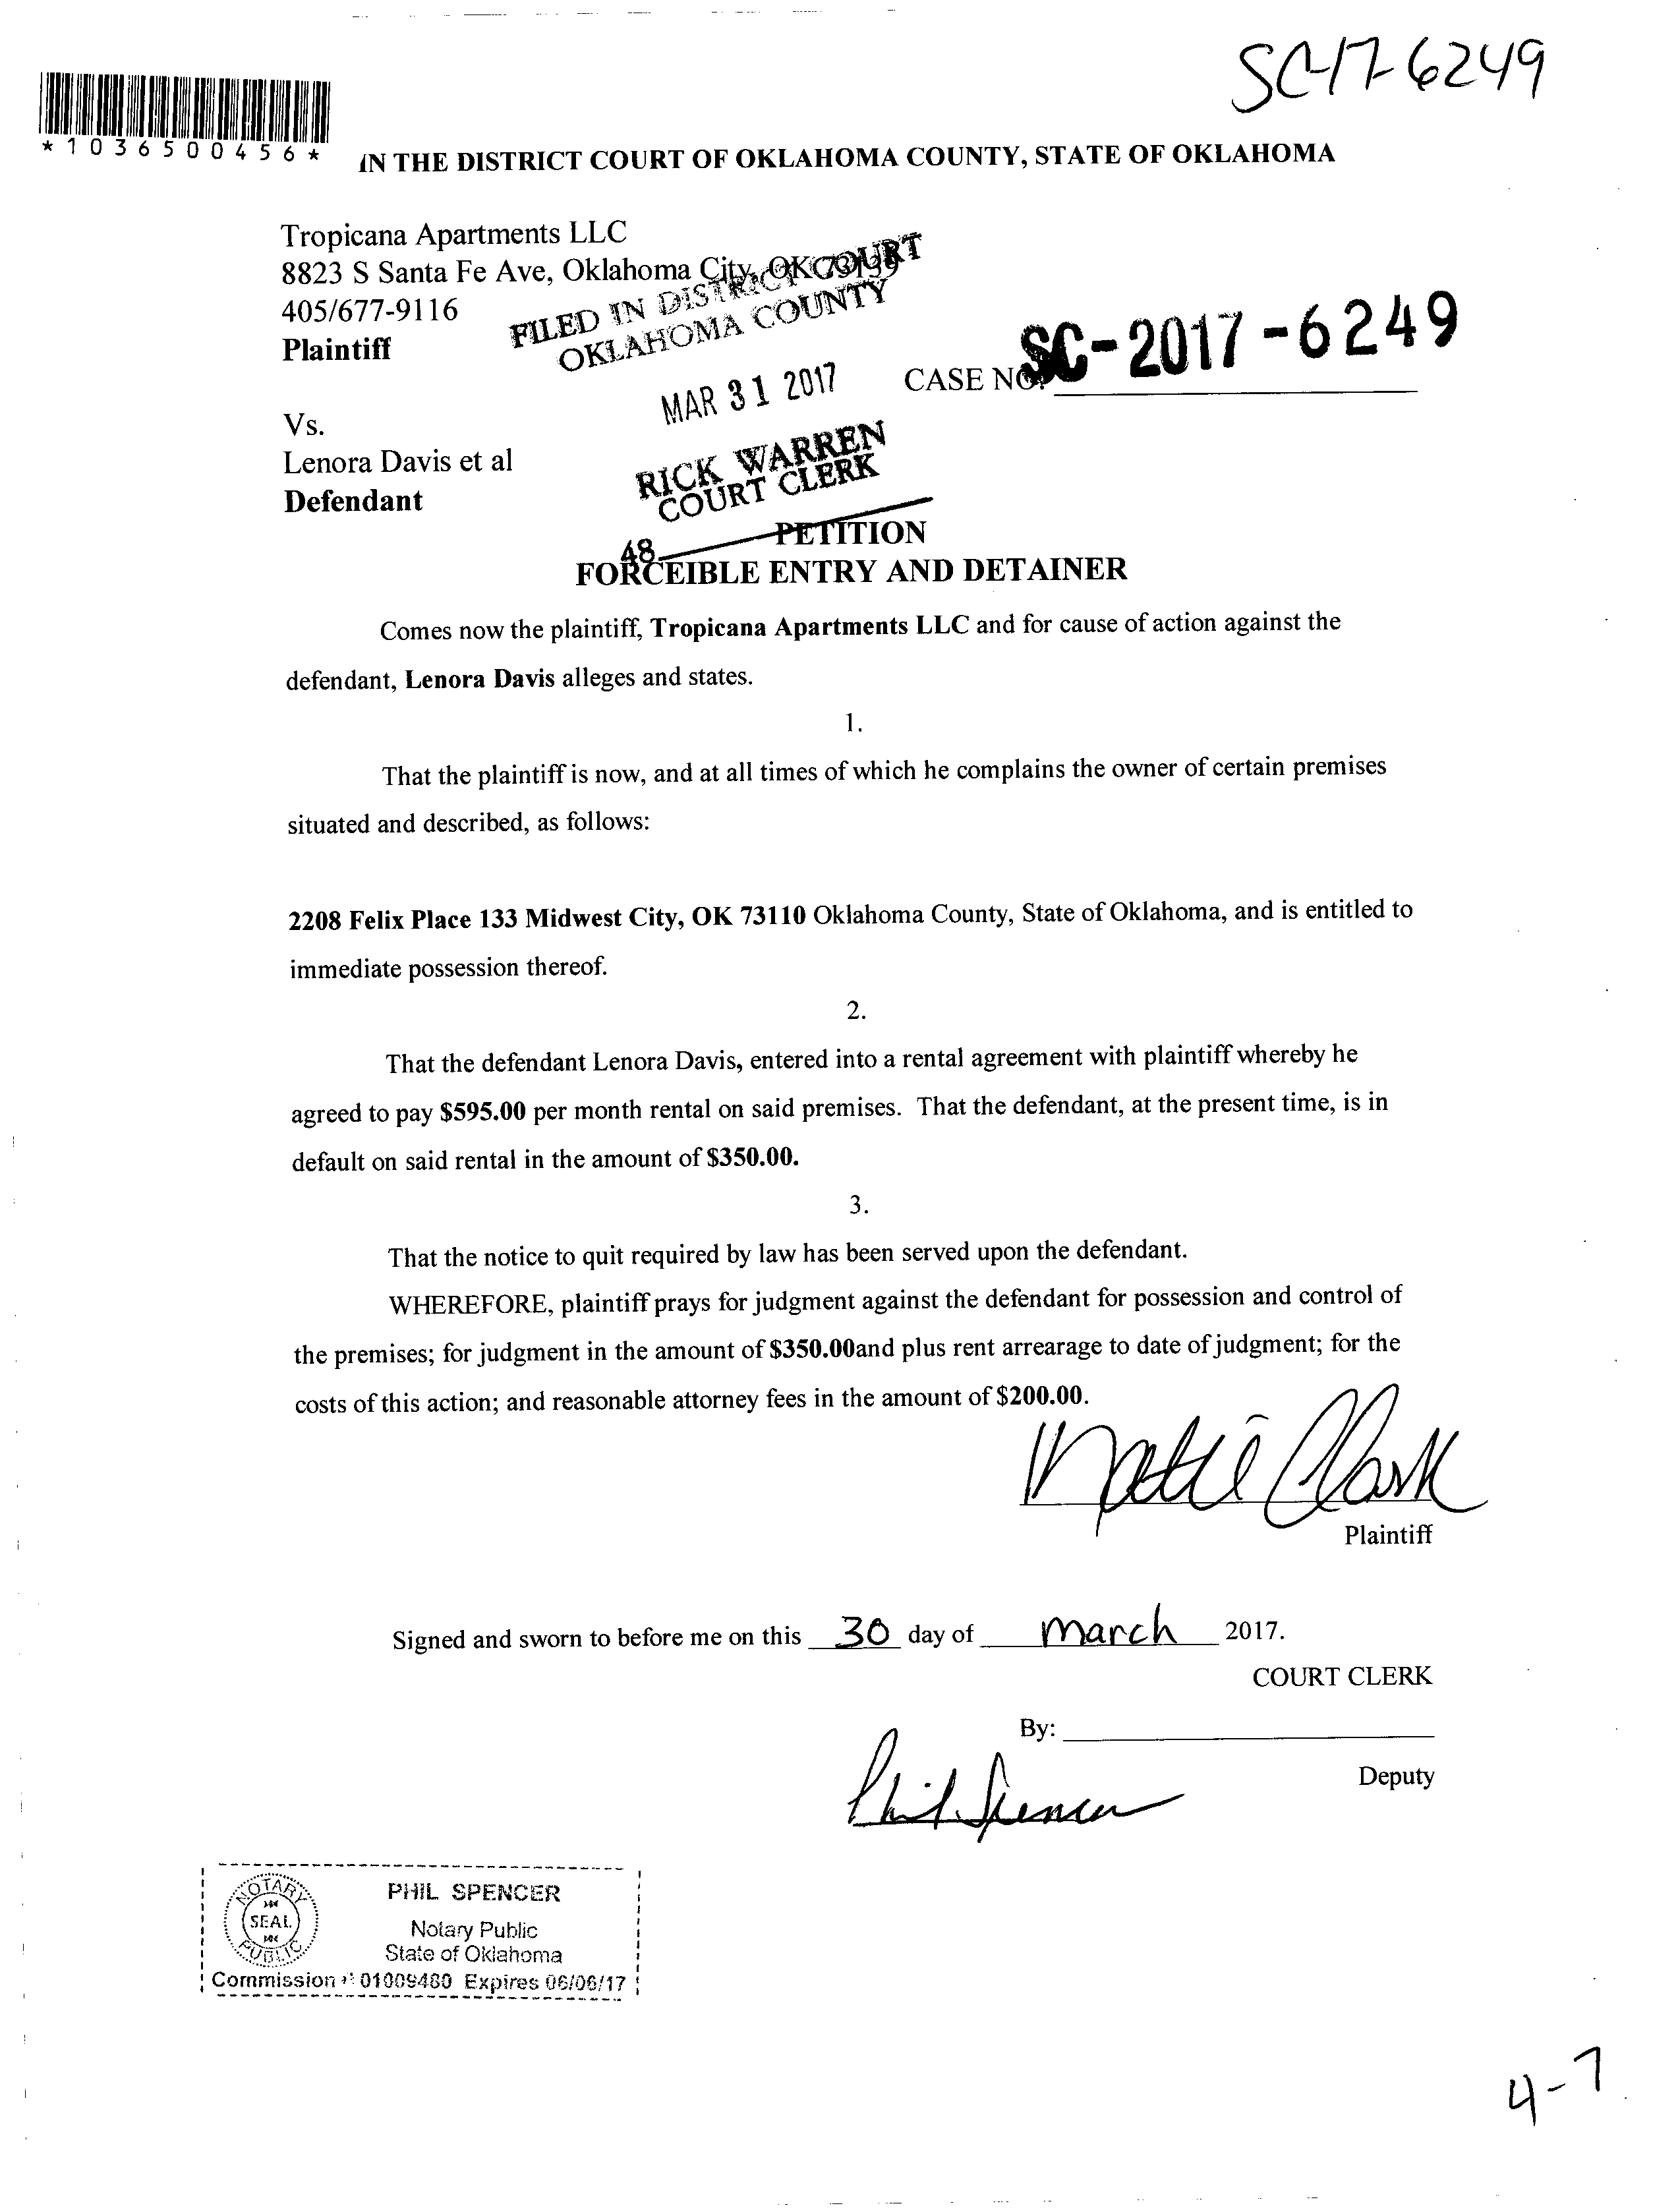 SC-17-6249
*1036500456*
IN THE DISTRICT COURT OF OKLAHOMA COUNTY, STATE OF OKLAHOMA
Tropicana Apartments LLC
8823 S Santa Fe Ave, Oklahoma City, OK 73139
405/677-9116
Plaintiff
FILED IN DISTRICT COURT
OKLAHOMA COUNTY
MAR 31 2017
RICK WARREN
COURT CLERK
48
CASE NO. SC-2017-6249
Vs.
Lenora Davis et al
Defendant
PETITION
FORCEIBLE ENTRY AND DETAINER
Comes now the plaintiff, Tropicana Apartments LLC and for cause of action against the
defendant, Lenora Davis alleges and states.
1.
That the plaintiff is now, and at all times of which he complains the owner of certain premises
situated and described, as follows:
2208 Felix Place 133 Midwest City, OK 73110 Oklahoma County, State of Oklahoma, and is entitled to
immediate possession thereof.
2.
That the defendant Lenora Davis, entered into a rental agreement with plaintiff whereby he
agreed to pay $595.00 per month rental on said premises. That the defendant, at the present time, is in
default on said rental in the amount of $350.00.
3.
That the notice to quit required by law has been served upon the defendant.
WHEREFORE, plaintiff prays for judgment against the defendant for possession and control of
the premises; for judgment in the amount of $350.00and plus rent arrearage to date of judgment; for the
costs of this action; and reasonable attorney fees in the amount of $200.00.
Clark
Plaintiff
Signed and sworn to before me on this 30 day of March 2017.
COURT CLERK
By:
Deputy
Phil Spencer
NOTARY
SEAL
PUBLIC
PHIL SPENCER
Notary Public
State of Oklahoma
Commission #: 01009480 Expires 06/06/17
4-7